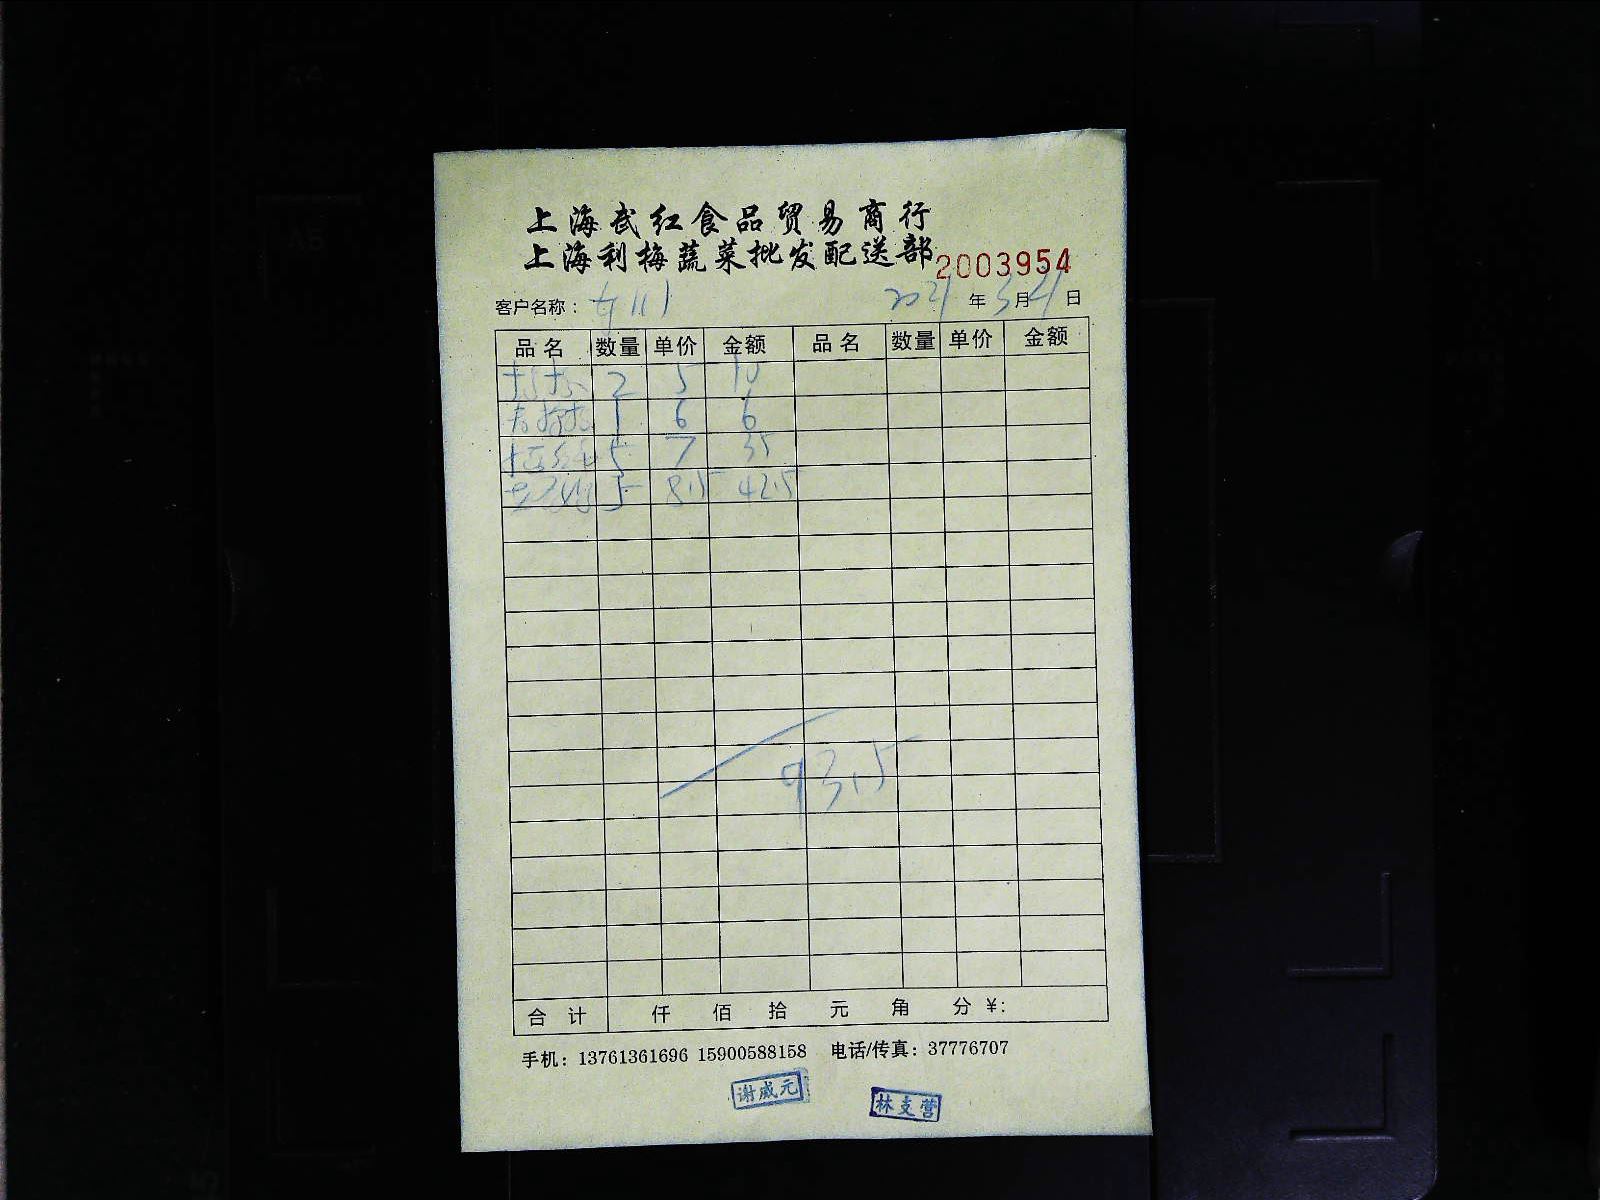 上海武红食品贸易商行
上海利梅蔬菜批发配送部 2003954
客户名称： 2021 年 3 月 21 日
品名 数量 单价 金额 品名 数量 单价 金额
2 5 10
1 6 6
5 7 35
5 8.5 42.5
93.5
合计 仟 佰 拾 元 角 分 ¥:
手机：13761361696 15900588158 电话/传真：37776707
谢威元 林支营